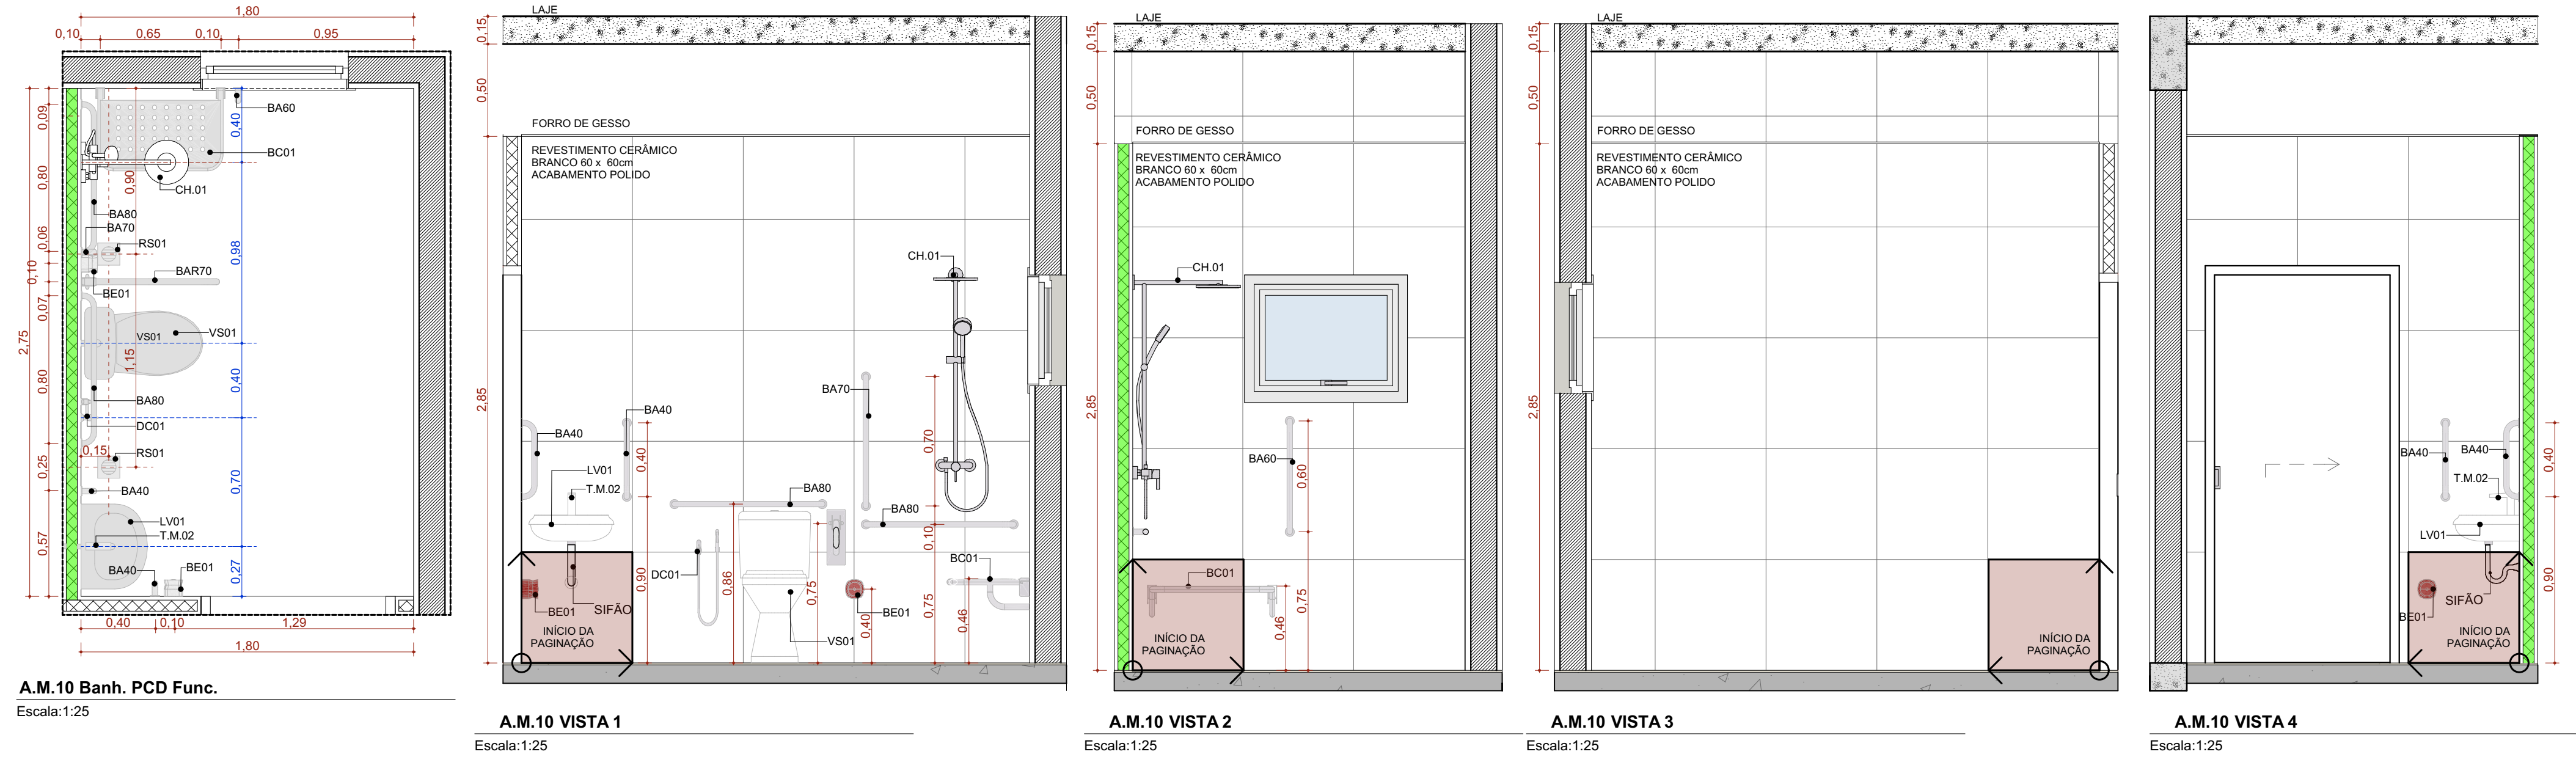 1,80
0,10
0,65
0,10
0,95
0,09
0,80
0,06
0,10
0,07
2,75
0,80
0,25
0,57
0,40
0,90
0,98
1,15
0,40
0,15
0,70
0,27
BA60
BC01
CH.01
BA80
BA70
RS01
BAR70
BE01
VS01
VS01
BA80
DC01
RS01
BA40
LV01
T.M.02
BA40
BE01
0,40
0,10
1,29
1,80
A.M.10 Banh. PCD Func.
Escala:1:25
LAJE
0,15
0,50
2,85
FORRO DE GESSO
REVESTIMENTO CERÂMICO
BRANCO 60 x 60cm
ACABAMENTO POLIDO
CH.01
BA70
BA40
BA40
0,40
0,70
LV01
T.M.02
BA80
BA80
0,10
DC01
BC01
0,90
0,86
0,75
0,40
0,75
0,46
BE01
SIFÃO
BE01
INÍCIO DA
PAGINAÇÃO
VS01
A.M.10 VISTA 1
Escala:1:25
LAJE
0,15
0,50
2,85
FORRO DE GESSO
REVESTIMENTO CERÂMICO
BRANCO 60 x 60cm
ACABAMENTO POLIDO
CH.01
BA60
0,60
BC01
0,75
0,46
INÍCIO DA
PAGINAÇÃO
A.M.10 VISTA 2
Escala:1:25
LAJE
0,15
0,50
2,85
FORRO DE GESSO
REVESTIMENTO CERÂMICO
BRANCO 60 x 60cm
ACABAMENTO POLIDO
INÍCIO DA
PAGINAÇÃO
A.M.10 VISTA 3
Escala:1:25
BA40
BA40
0,40
T.M.02
LV01
0,90
SIFÃO
BE01
INÍCIO DA
PAGINAÇÃO
A.M.10 VISTA 4
Escala:1:25